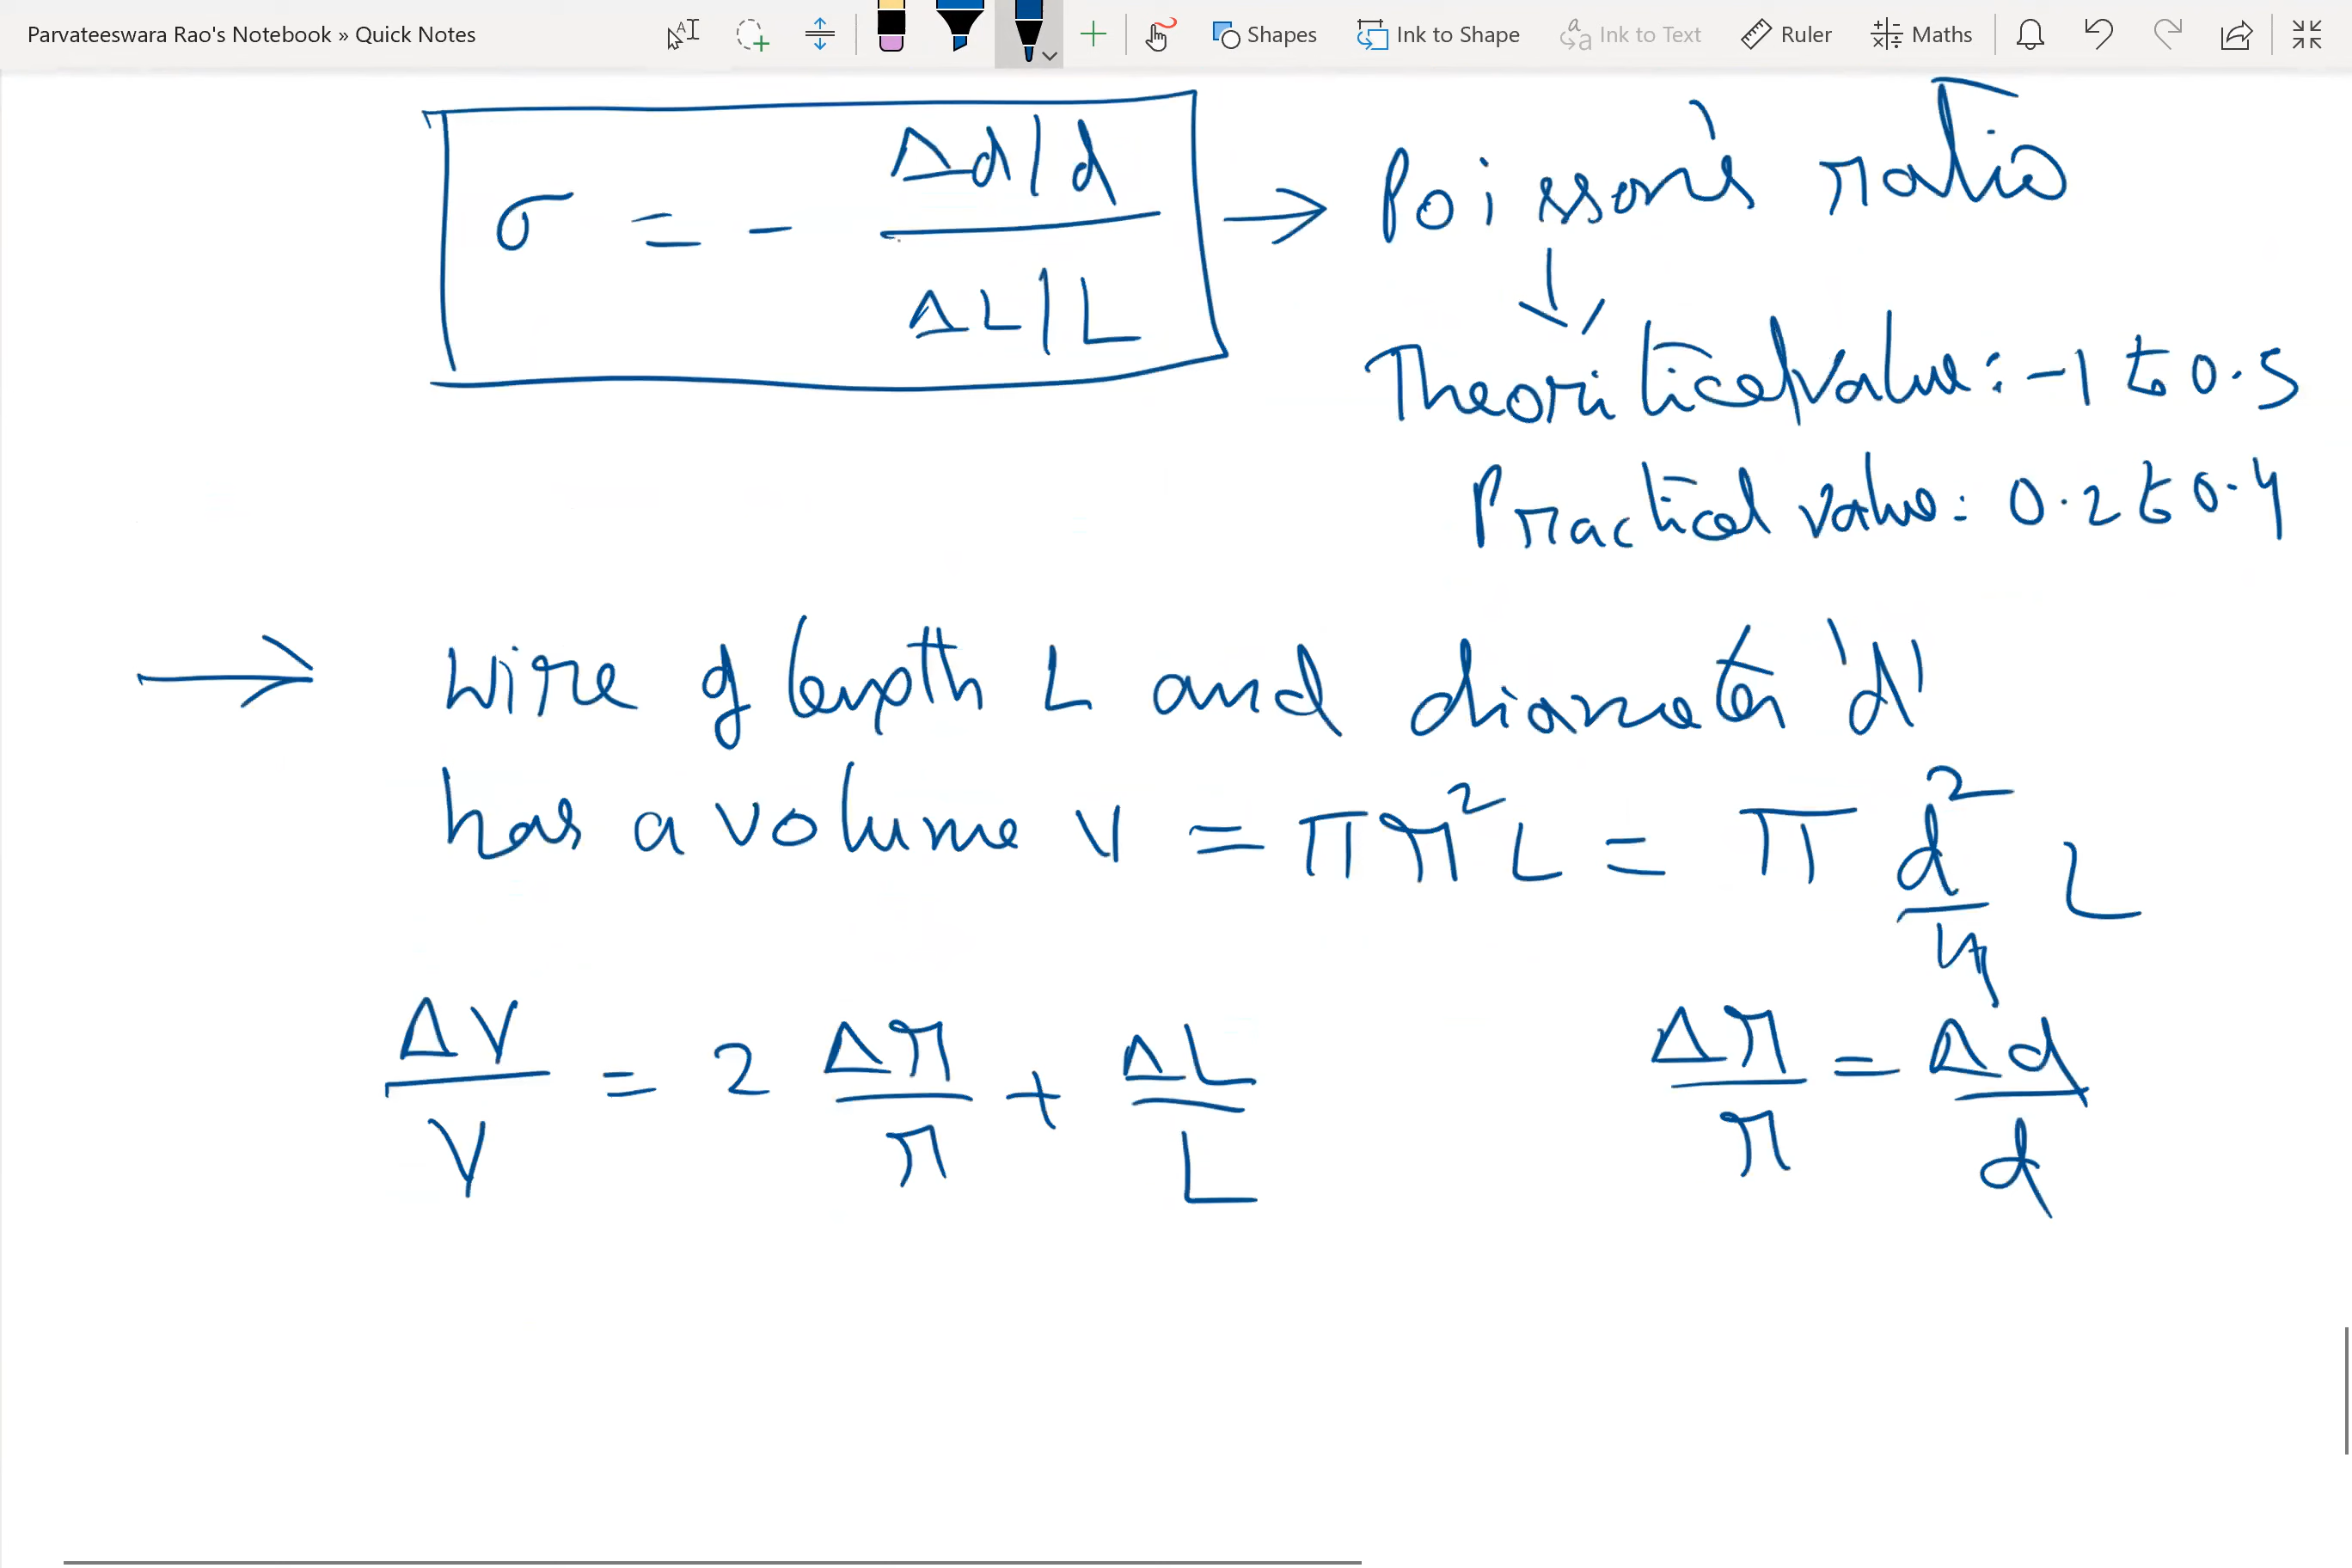 Parvateeswara Rao's Notebook » Quick Notes Shapes Ink to Shape Ink to Text Ruler Maths
σ = - (Δd/d)/(ΔL/L) → Poisson's ratio
↓
Theoritical value: -1 to 0.5
Practical value: 0.2 to 0.4
→ Wire of length L and diameter 'd'
has a volume V = πr²L = π d²/4 L
ΔV/V = 2 Δr/r + ΔL/L Δr/r = Δd/d